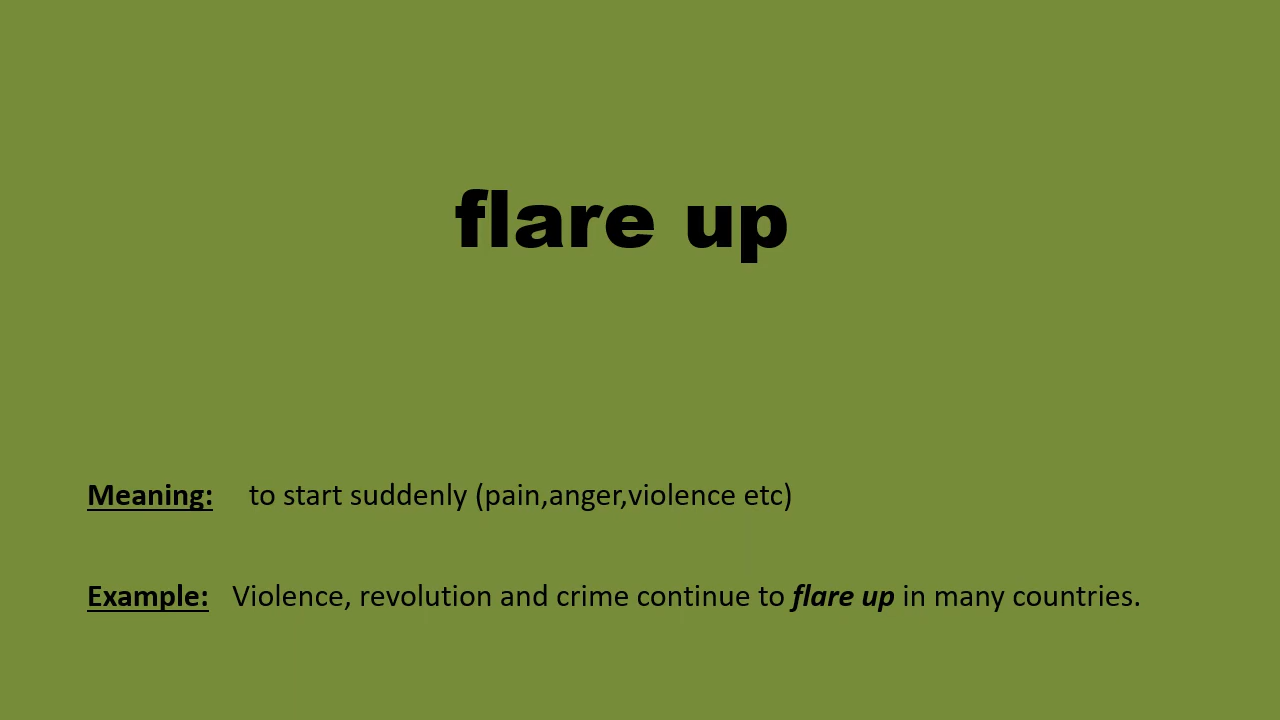 flare up
Meaning: to start suddenly (pain,anger,violence etc)
Example: Violence, revolution and crime continue to flare up in many countries.